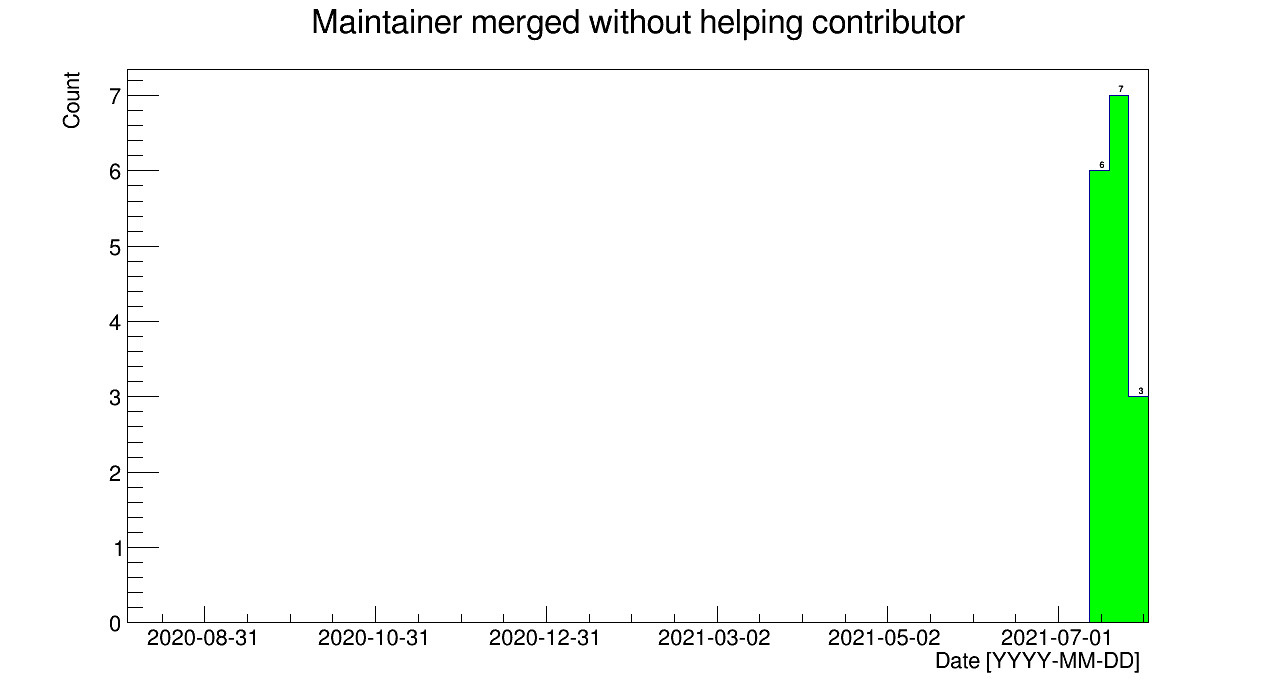 Maintainer merged without helping contributor
Count
7
6
5
4
3
2
1
0
7
6
3
2020-08-31 2020-10-31 2020-12-31 2021-03-02 2021-05-02 2021-07-01
Date [YYYY-MM-DD]